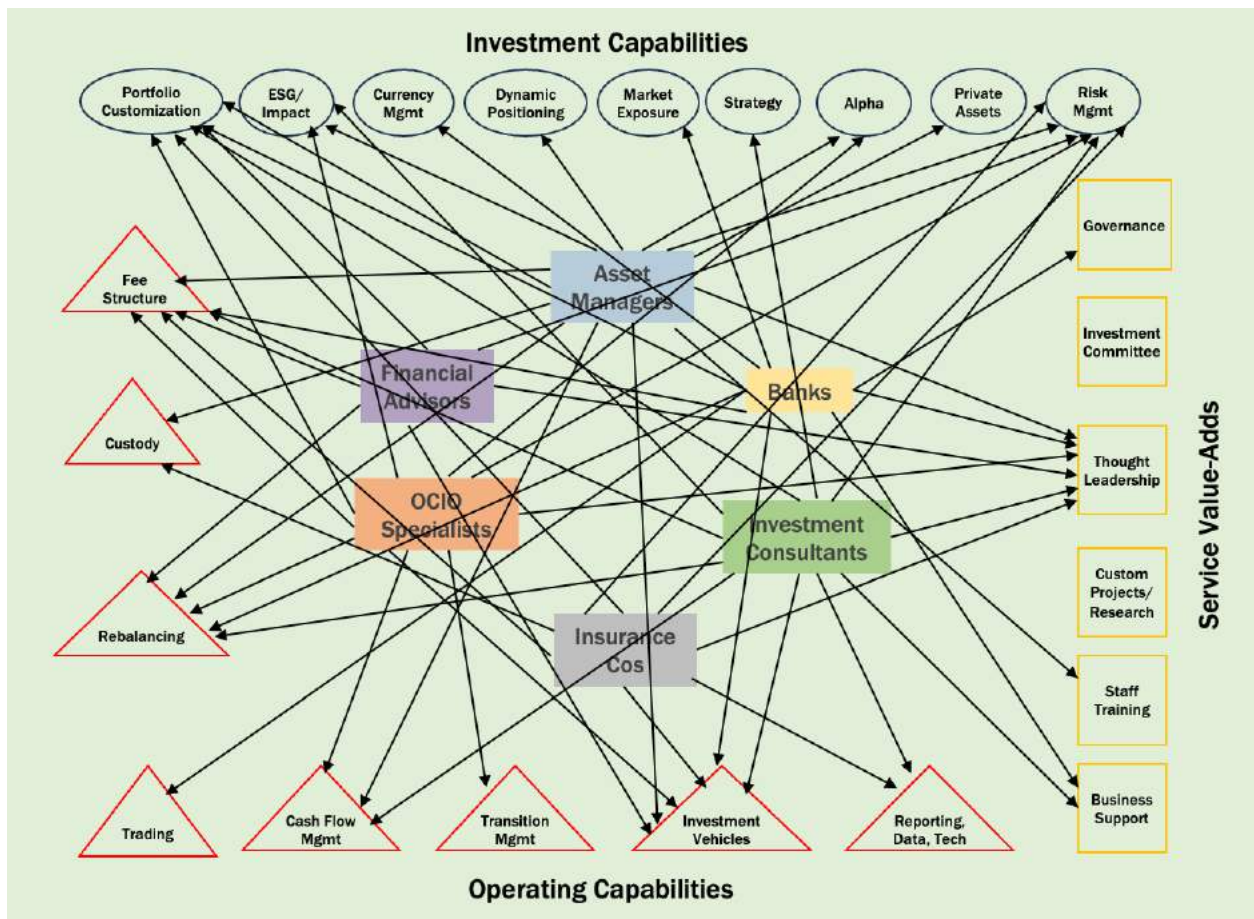 Investment Capabilities
Portfolio
Customization
ESG/
Impact
Currency
Mgmt
Dynamic
Positioning
Market
Exposure
Strategy
Alpha
Private
Assets
Risk
Mgmt
Governance
Investment
Committee
Thought
Leadership
Custom
Projects/
Research
Staff
Training
Business
Support
Service Value-Adds
Fee
Structure
Custody
Rebalancing
Asset
Managers
Financial
Advisors
Banks
OCIO
Specialists
Investment
Consultants
Insurance
Cos
Trading
Cash Flow
Mgmt
Transition
Mgmt
Investment
Vehicles
Reporting,
Data, Tech
Operating Capabilities